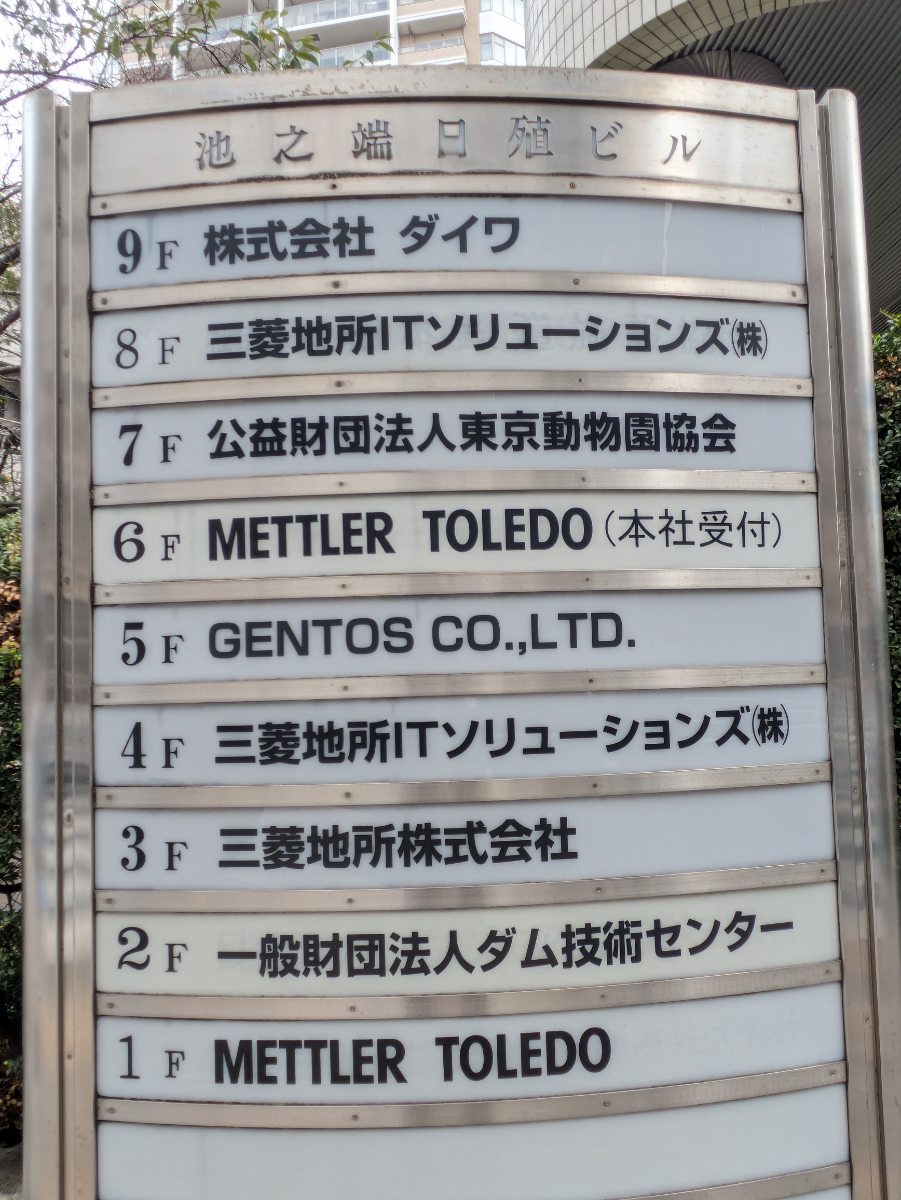 池之端日殖ビル
9F 株式会社 ダイワ
8F 三菱地所ITソリューションズ㈱
7F 公益財団法人東京動物園協会
6F METTLER TOLEDO（本社受付）
5F GENTOS CO.,LTD.
4F 三菱地所ITソリューションズ㈱
3F 三菱地所株式会社
2F 一般財団法人ダム技術センター
1F METTLER TOLEDO